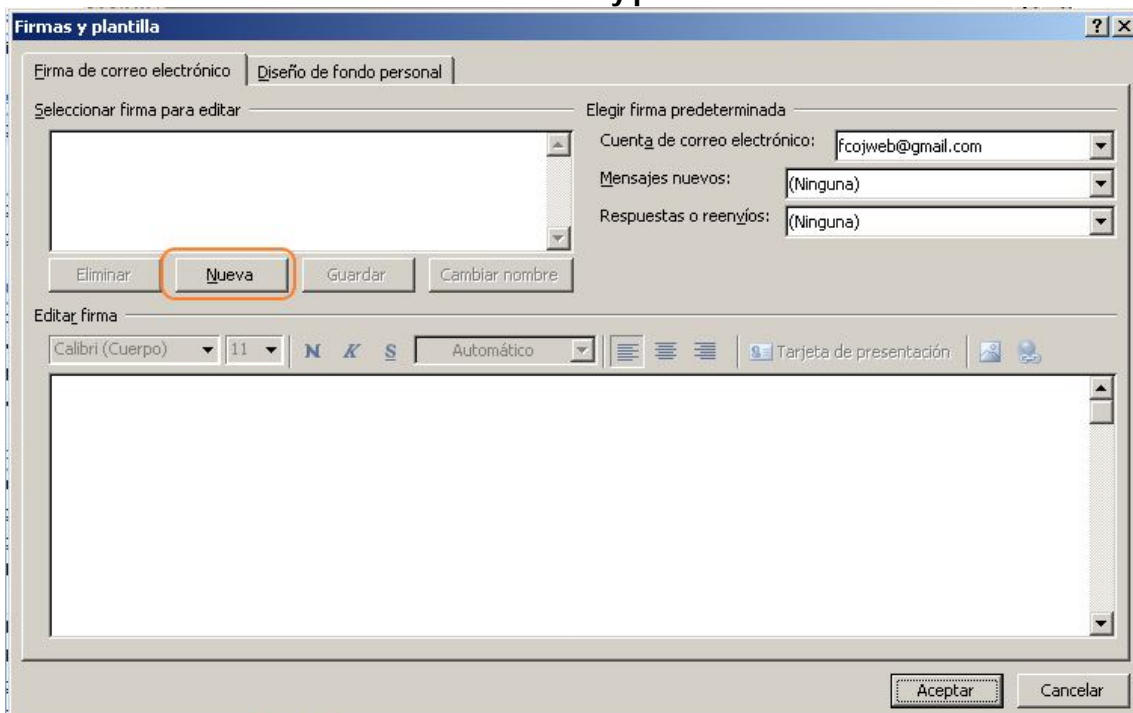 Firmas y plantilla
Firma de correo electrónico Diseño de fondo personal
Seleccionar firma para editar
Elegir firma predeterminada
Cuenta de correo electrónico: fcojweb@gmail.com
Mensajes nuevos: (Ninguna)
Respuestas o reenvíos: (Ninguna)
Eliminar Nueva Guardar Cambiar nombre
Editar firma
Calibri (Cuerpo) 11 N K S Automático Tarjeta de presentación
Aceptar Cancelar